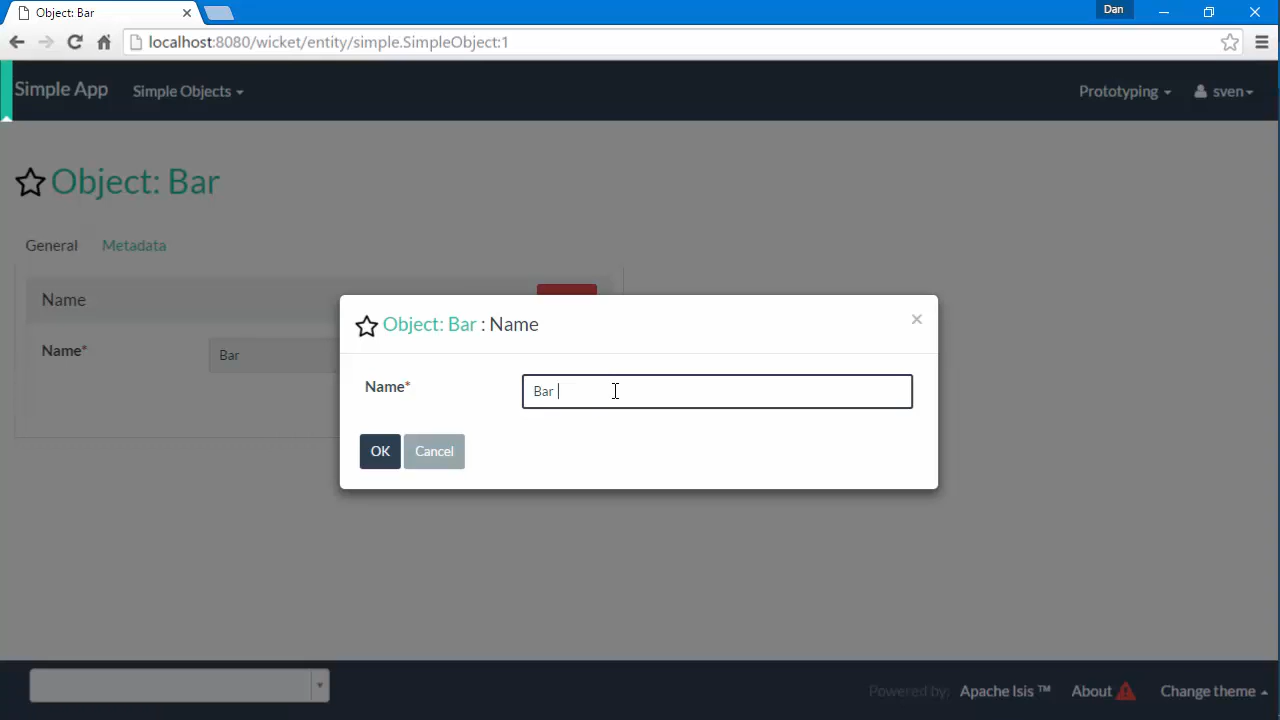 Object: Bar
Dan
localhost:8080/wicket/entity/simple.SimpleObject:1
Simple App
Simple Objects
Prototyping
sven
Object: Bar
General
Metadata
Name
Name*
Bar
Object: Bar : Name
×
Name*
Bar
OK
Cancel
Powered by:
Apache Isis ™
About
Change theme